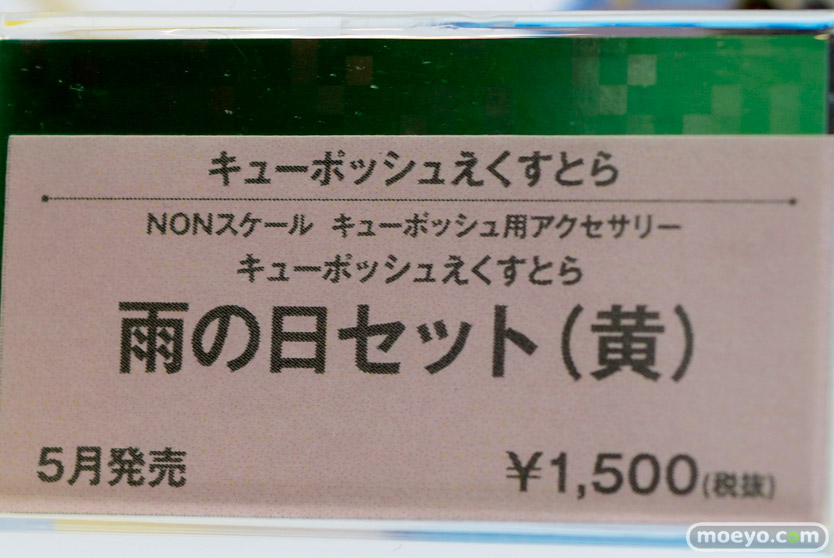 キューポッシュえくすとら
NONスケール キューポッシュ用アクセサリー
キューポッシュえくすとら
雨の日セット(黄)
5月発売
¥1,500(税抜)
moeyo.com